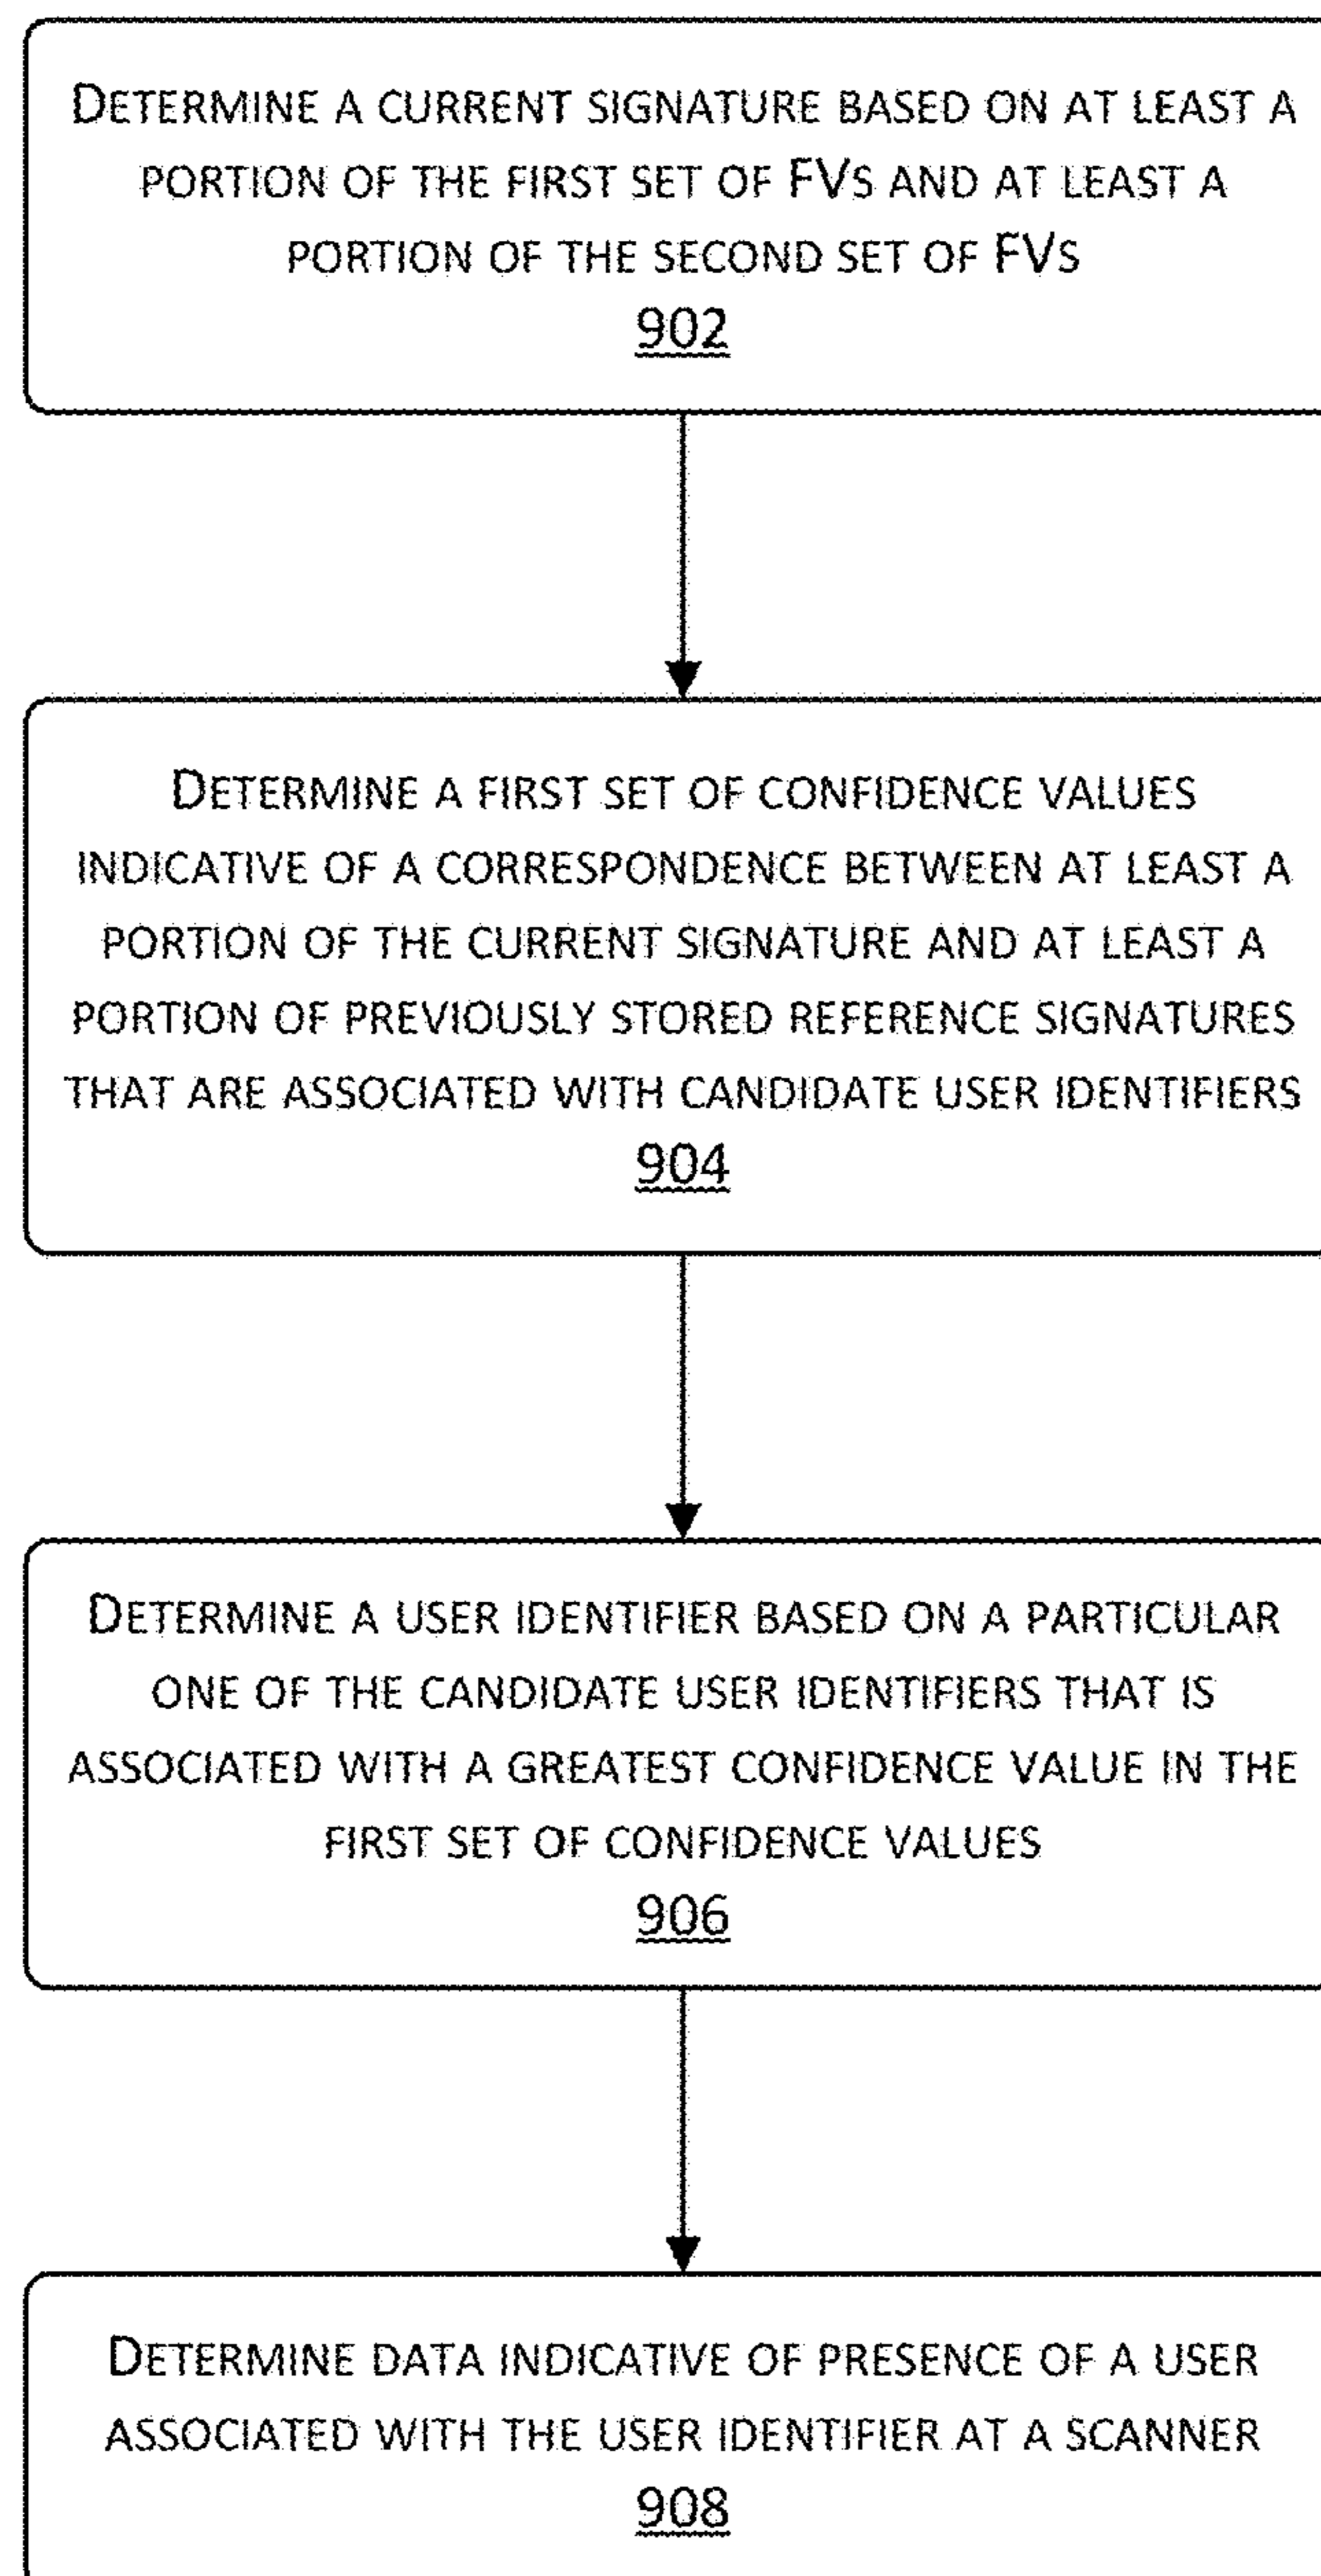 DETERMINE A CURRENT SIGNATURE BASED ON AT LEAST A
PORTION OF THE FIRST SET OF FVS AND AT LEAST A
PORTION OF THE SECOND SET OF FVS
902
DETERMINE A FIRST SET OF CONFIDENCE VALUES
INDICATIVE OF A CORRESPONDENCE BETWEEN AT LEAST A
PORTION OF THE CURRENT SIGNATURE AND AT LEAST A
PORTION OF PREVIOUSLY STORED REFERENCE SIGNATURES
THAT ARE ASSOCIATED WITH CANDIDATE USER IDENTIFIERS
904
DETERMINE A USER IDENTIFIER BASED ON A PARTICULAR
ONE OF THE CANDIDATE USER IDENTIFIERS THAT IS
ASSOCIATED WITH A GREATEST CONFIDENCE VALUE IN THE
FIRST SET OF CONFIDENCE VALUES
906
DETERMINE DATA INDICATIVE OF PRESENCE OF A USER
ASSOCIATED WITH THE USER IDENTIFIER AT A SCANNER
908